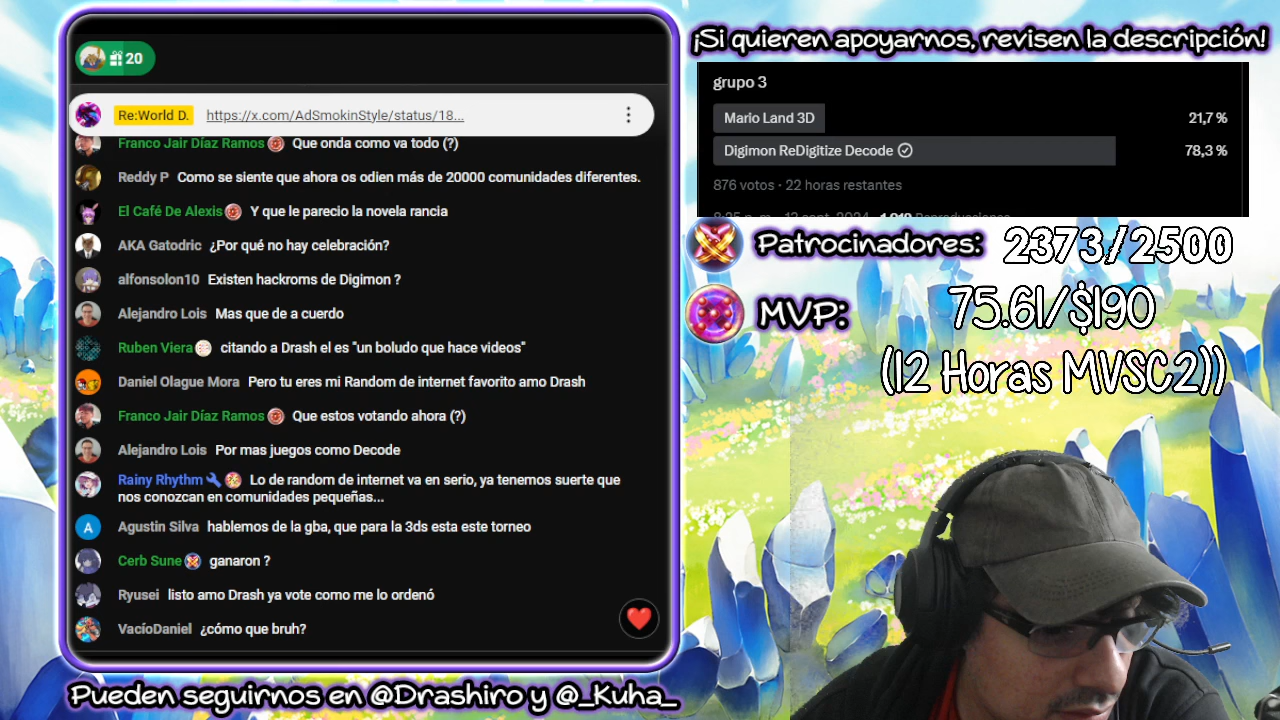 20
Re:World D. https://x.com/AdSmokinStyle/status/18...
Franco Jair Díaz Ramos Que onda como va todo (?)
Reddy P Como se siente que ahora os odien más de 20000 comunidades diferentes.
El Café De Alexis Y que le parecio la novela rancia
AKA Gatodric ¿Por qué no hay celebración?
alfonsolon10 Existen hackroms de Digimon ?
Alejandro Lois Mas que de a cuerdo
Ruben Viera citando a Drash el es "un boludo que hace videos"
Daniel Olague Mora Pero tu eres mi Random de internet favorito amo Drash
Franco Jair Díaz Ramos Que estos votando ahora (?)
Alejandro Lois Por mas juegos como Decode
Rainy Rhythm Lo de random de internet va en serio, ya tenemos suerte que
nos conozcan en comunidades pequeñas...
A
Agustin Silva hablemos de la gba, que para la 3ds esta este torneo
Cerb Sune ganaron ?
Ryusei listo amo Drash ya vote como me lo ordenó
VacíoDaniel ¿cómo que bruh?
Pueden seguirnos en @Drashiro y @_Kuha_
¡Si quieren apoyarnos, revisen la descripción!
grupo 3
Mario Land 3D 21,7 %
Digimon ReDigitize Decode 78,3 %
876 votos · 22 horas restantes
8:25 p. m. · 12 sept. 2024 · 1.919 Reproducciones
Patrocinadores: 2373/2500
MVP: 75.61/$190
(12 Horas MVSC2))